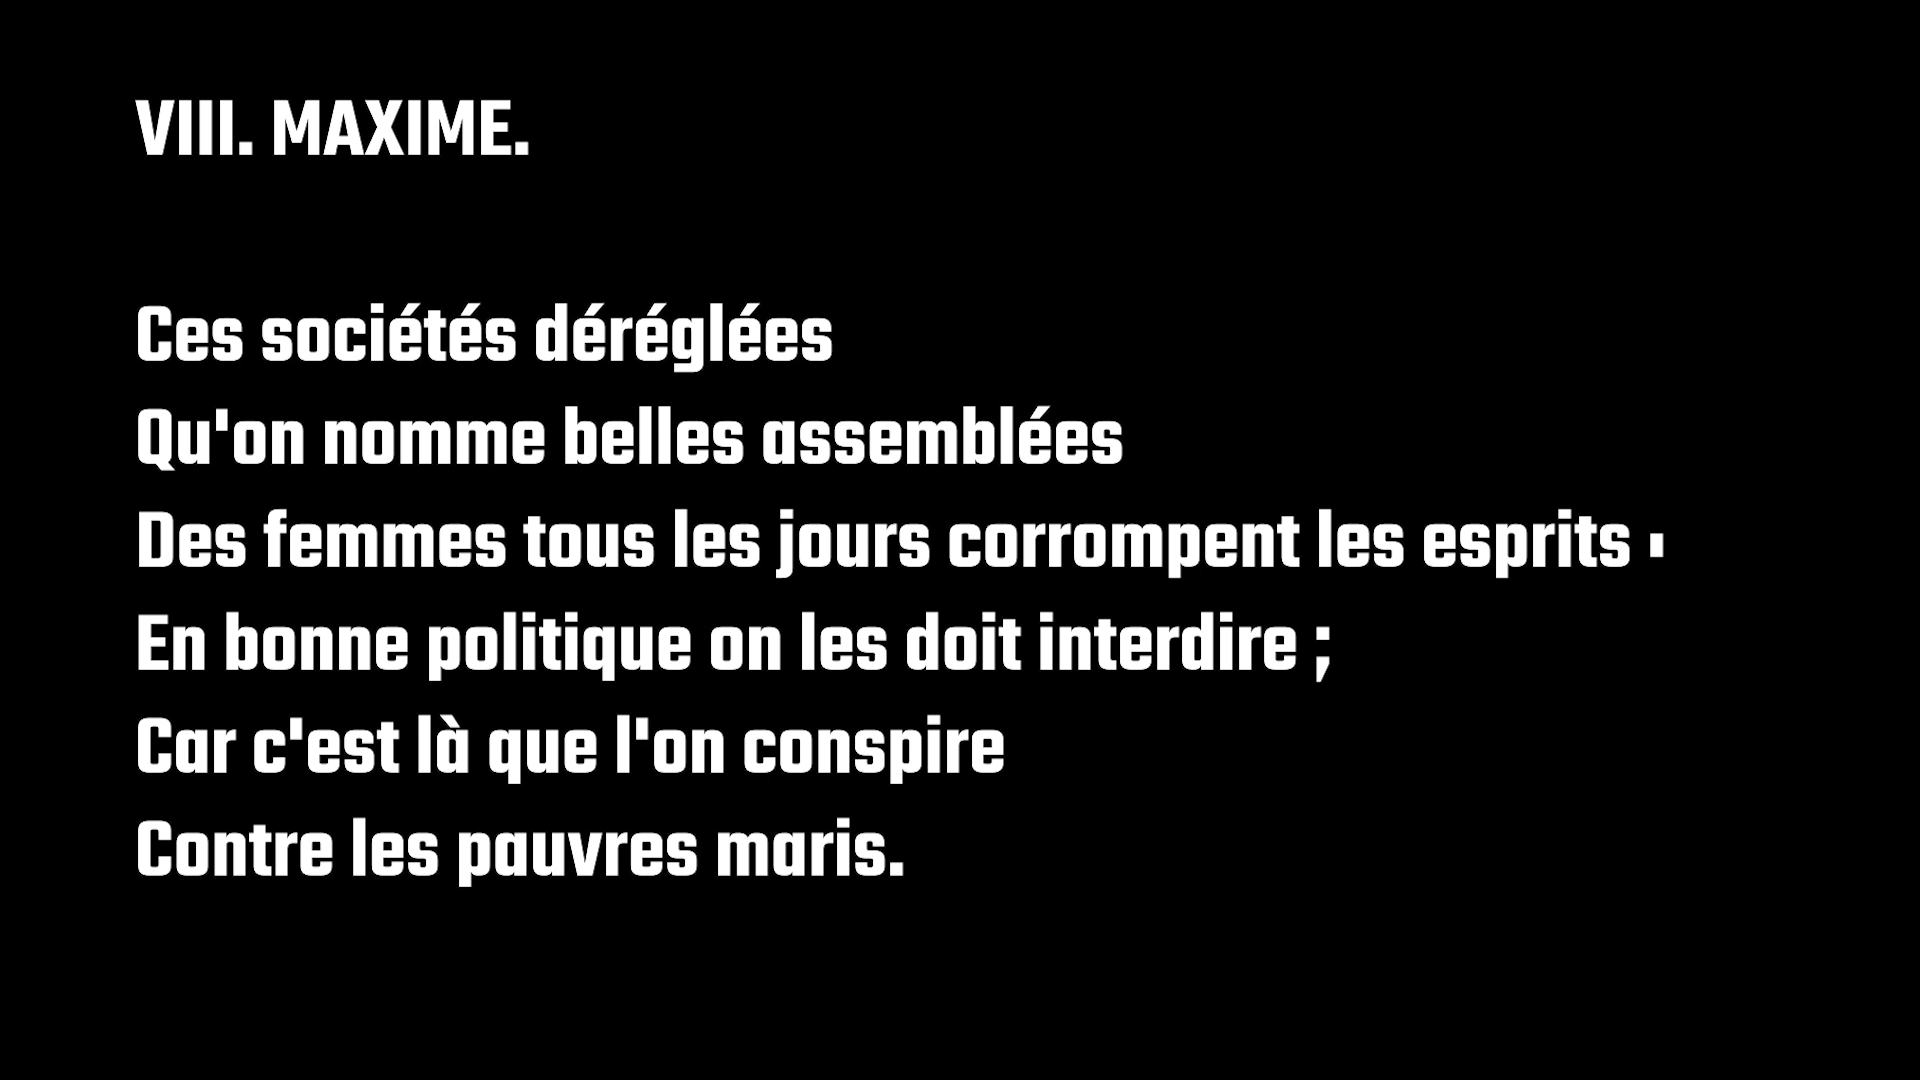 VIII. MAXIME.
Ces sociétés déréglées
Qu'on nomme belles assemblées
Des femmes tous les jours corrompent les esprits :
En bonne politique on les doit interdire ;
Car c'est là que l'on conspire
Contre les pauvres maris.